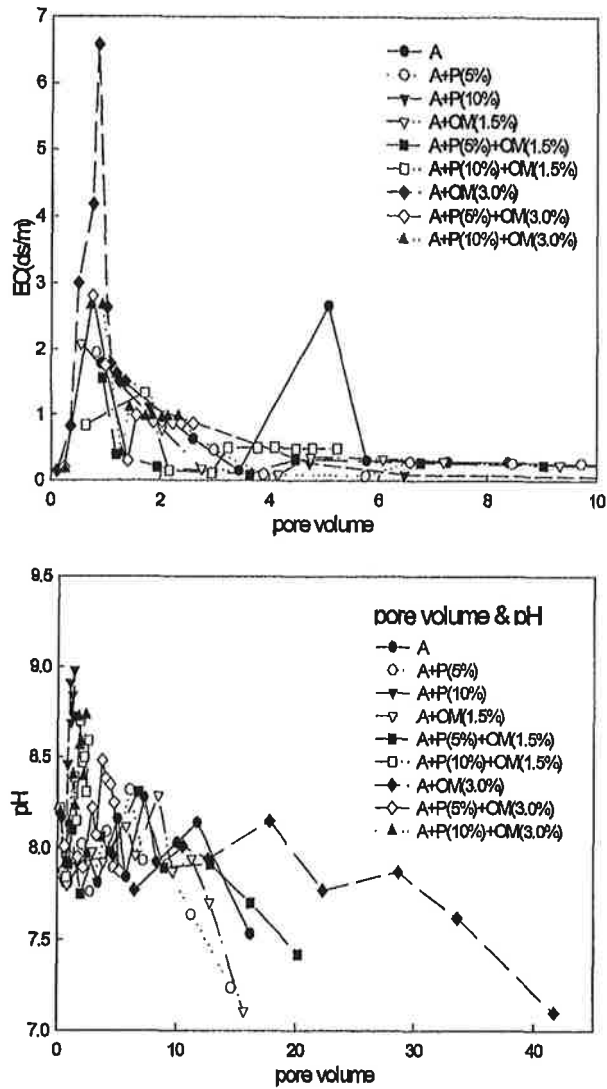 7
6
5
4
3
2
1
0
EC(ds/m)
0 2 4 6 8 10
pore volume
A
A+P(5%)
A+P(10%)
A+OM(1.5%)
A+P(5%)+OM(1.5%)
A+P(10%)+OM(1.5%)
A+OM(3.0%)
A+P(5%)+OM(3.0%)
A+P(10%)+OM(3.0%)
9.5
9.0
8.5
8.0
7.5
7.0
pH
0 10 20 30 40
pore volume
pore volume & pH
A
A+P(5%)
A+P(10%)
A+OM(1.5%)
A+P(5%)+OM(1.5%)
A+P(10%)+OM(1.5%)
A+OM(3.0%)
A+P(5%)+OM(3.0%)
A+P(10%)+OM(3.0%)